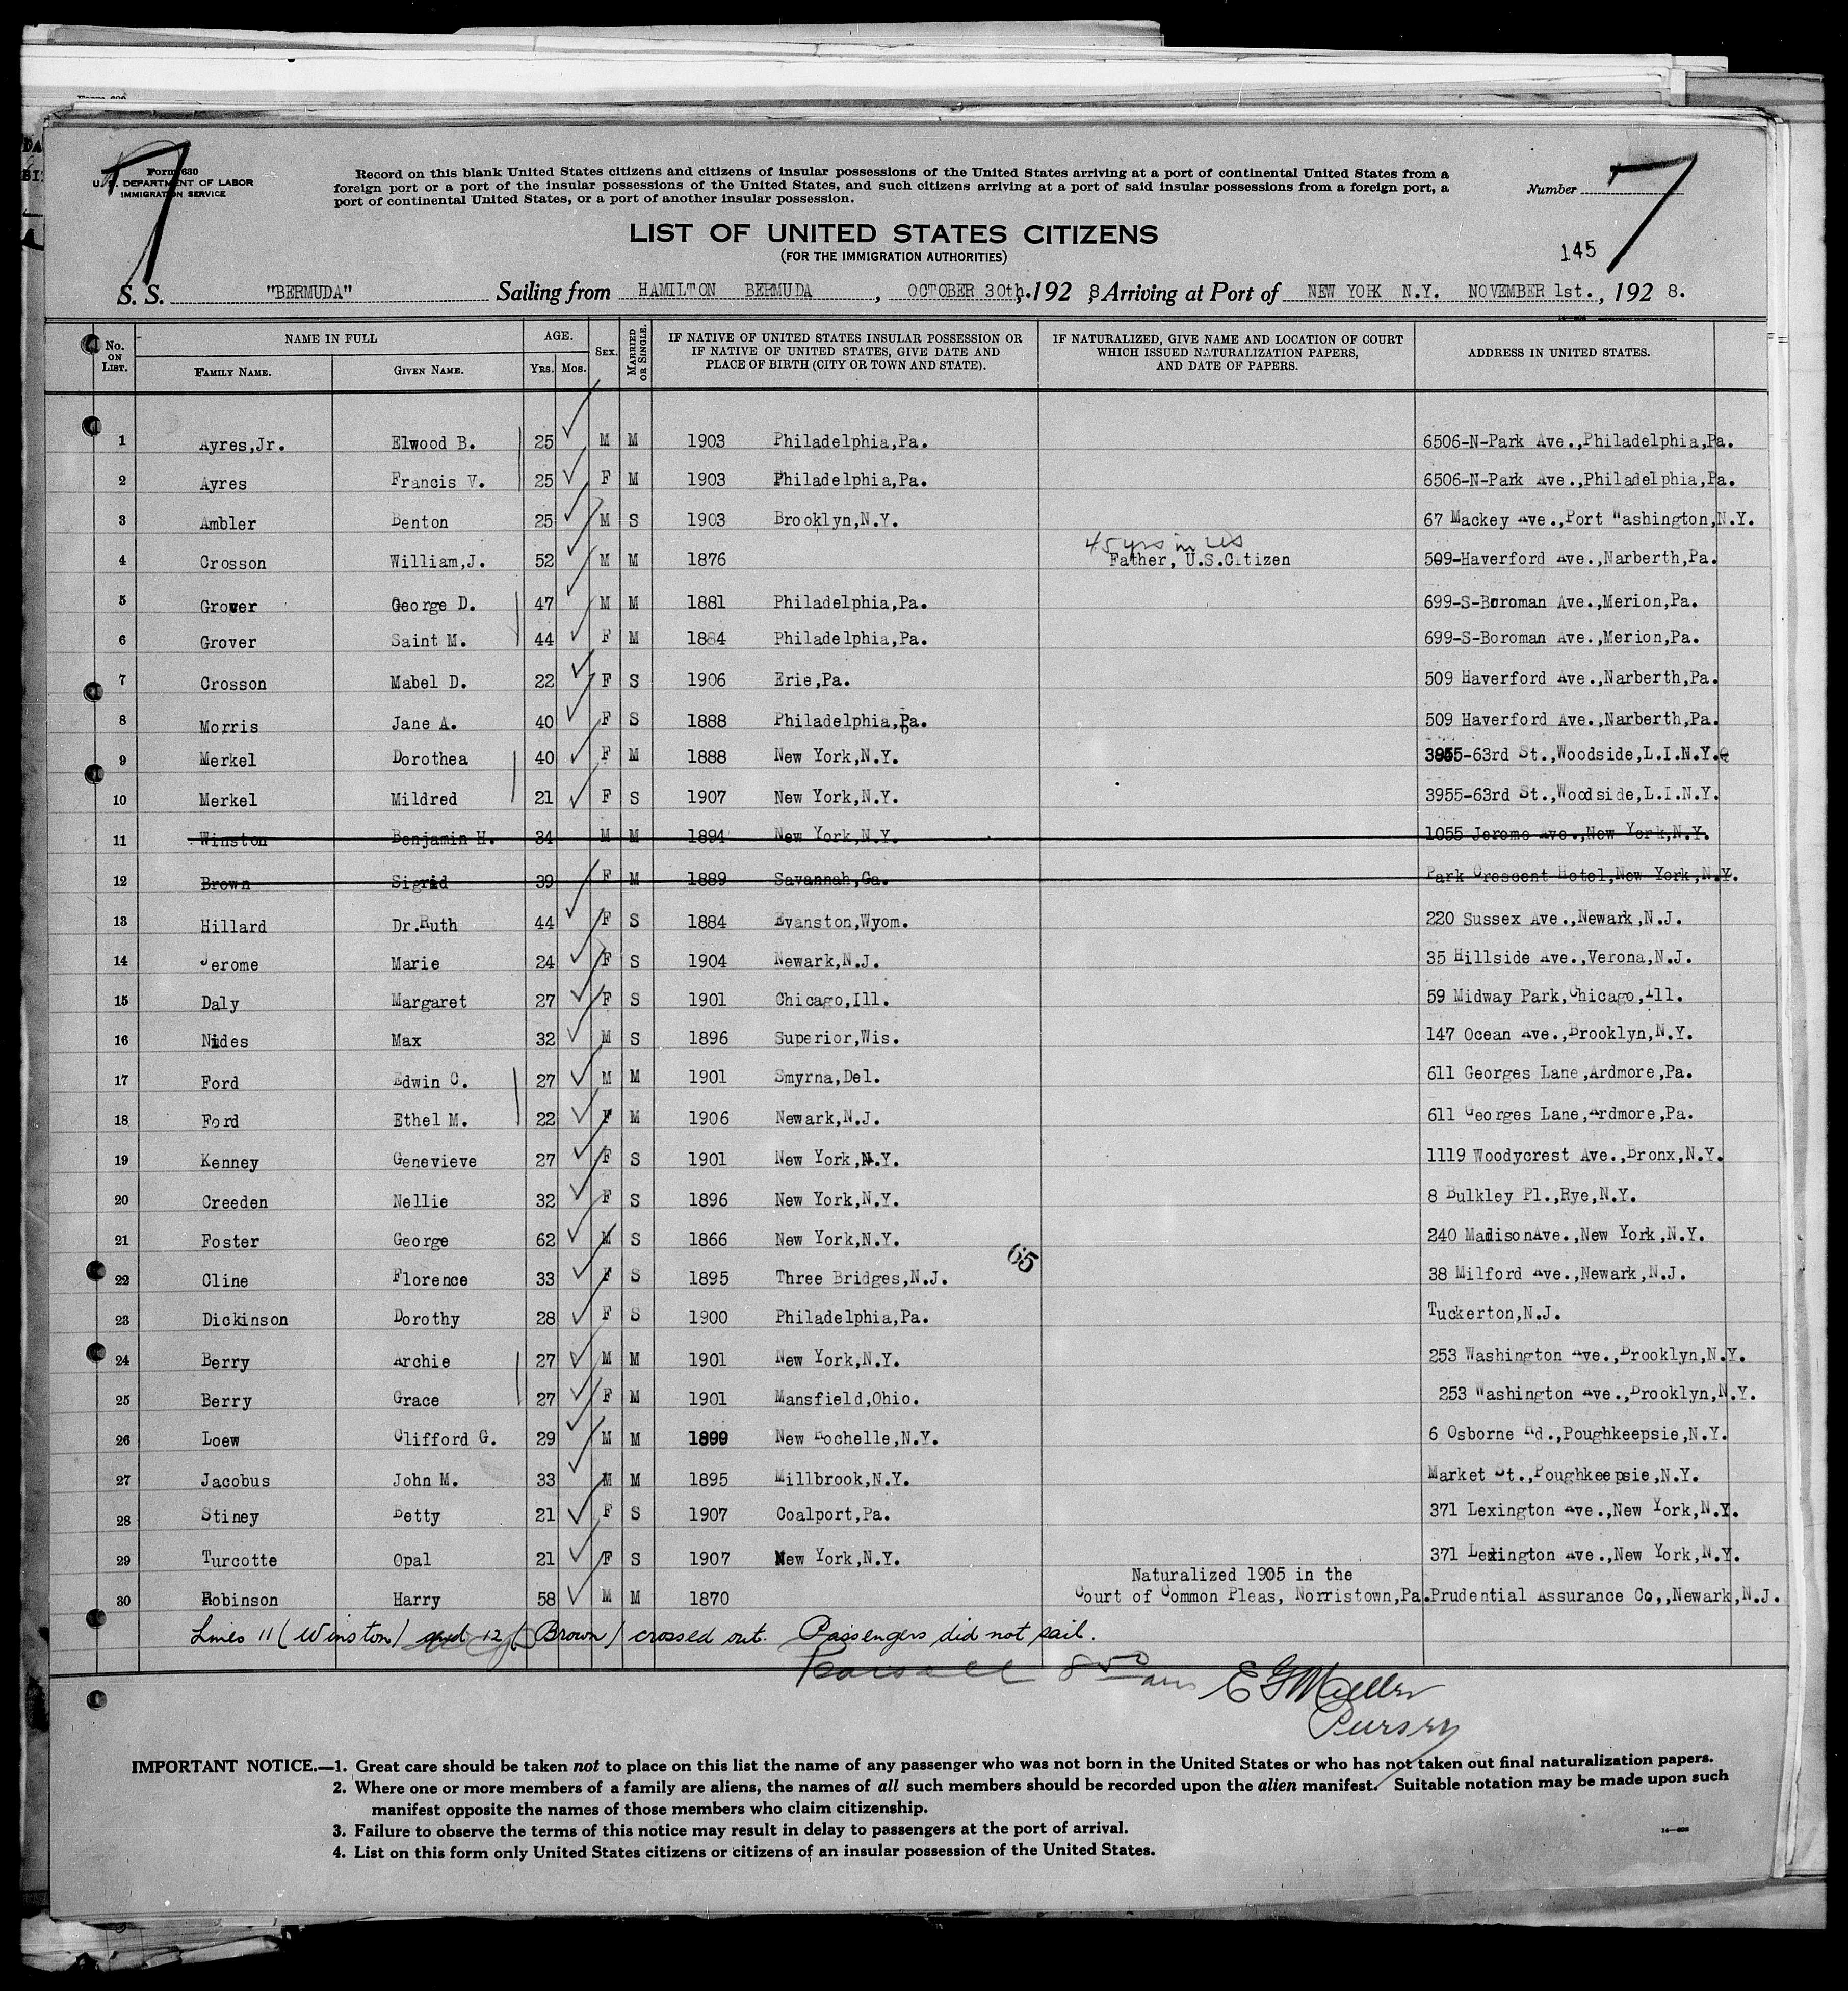 Form 630
U. S. DEPARTMENT OF LABOR
IMMIGRATION SERVICE
7
Record on this blank United States citizens and citizens of insular possessions of the United States arriving at a port of continental United States from a
foreign port or a port of the insular possessions of the United States, and such citizens arriving at a port of said insular possessions from a foreign port, a
port of continental United States, or a port of another insular possession.
Number 7
LIST OF UNITED STATES CITIZENS
(FOR THE IMMIGRATION AUTHORITIES)
145
S. S. "BERMUDA" Sailing from HAMILTON BERMUDA, OCTOBER 30th, 1928, Arriving at Port of NEW YORK N.Y. NOVEMBER 1st., 1928.
No. ON LIST. NAME IN FULL FAMILY NAME. GIVEN NAME. AGE. YRS. MOS. SEX. MARRIED OR SINGLE. IF NATIVE OF UNITED STATES INSULAR POSSESSION OR IF NATIVE OF UNITED STATES, GIVE DATE AND PLACE OF BIRTH (CITY OR TOWN AND STATE). IF NATURALIZED, GIVE NAME AND LOCATION OF COURT WHICH ISSUED NATURALIZATION PAPERS, AND DATE OF PAPERS. ADDRESS IN UNITED STATES.
1 Ayres,Jr. Elwood B. 25 M M 1903 Philadelphia,Pa. 6506-N-Park Ave.,Philadelphia,Pa.
2 Ayres Francis V. 25 F M 1903 Philadelphia,Pa. 6506-N-Park Ave.,Philadelphia,Pa.
3 Ambler Benton 25 M S 1903 Brooklyn,N.Y. 67 Mackey Ave.,Port Washington,N.Y.
45 yrs in US
4 Crosson William,J. 52 M M 1876 Father, U.S.Citizen 509-Haverford Ave.,Narberth,Pa.
5 Grover George D. 47 M M 1881 Philadelphia,Pa. 699-S-Boroman Ave.,Merion,Pa.
6 Grover Saint M. 44 F M 1884 Philadelphia,Pa. 699-S-Boroman Ave.,Merion,Pa.
7 Crosson Mabel D. 22 F S 1906 Erie,Pa. 509 Haverford Ave.,Narberth,Pa.
8 Morris Jane A. 40 F S 1888 Philadelphia,Pa. 509 Haverford Ave.,Narberth,Pa.
9 Merkel Dorothea 40 F M 1888 New York,N.Y. 3955-63rd St.,Woodside,L.I.N.Y.
10 Merkel Mildred 21 F S 1907 New York,N.Y. 3955-63rd St.,Woodside,L.I.N.Y.
11 Winston Benjamin H. 34 M M 1894 New York,N.Y. 1055 Jerome Ave.,New York,N.Y.
12 Brown Sigrid 39 F M 1889 Savannah,Ga. Park Crescent Hotel,New York,N.Y.
13 Hillard Dr.Ruth 44 F S 1884 Evanston,Wyom. 220 Sussex Ave.,Newark,N.J.
14 Jerome Marie 24 F S 1904 Newark,N.J. 35 Hillside Ave.,Verona,N.J.
15 Daly Margaret 27 F S 1901 Chicago,Ill. 59 Midway Park,Chicago,Ill.
16 Nides Max 32 M S 1896 Superior,Wis. 147 Ocean Ave.,Brooklyn,N.Y.
17 Ford Edwin C. 27 M M 1901 Smyrna,Del. 611 Georges Lane,Ardmore,Pa.
18 Ford Ethel M. 22 F M 1906 Newark,N.J. 611 Georges Lane,Ardmore,Pa.
19 Kenney Genevieve 27 F S 1901 New York,N.Y. 1119 Woodycrest Ave.,Bronx,N.Y.
20 Creeden Nellie 32 F S 1896 New York,N.Y. 8 Bulkley Pl.,Rye,N.Y.
21 Foster George 62 M S 1866 New York,N.Y. 240 MadisonAve.,New York,N.Y.
65
22 Cline Florence 33 F S 1895 Three Bridges,N.J. 38 Milford Ave.,Newark,N.J.
23 Dickinson Dorothy 28 F S 1900 Philadelphia,Pa. Tuckerton,N.J.
24 Berry Archie 27 M M 1901 New York,N.Y. 253 Washington Ave.,Brooklyn,N.Y.
25 Berry Grace 27 F M 1901 Mansfield,Ohio. 253 Washington Ave.,Brooklyn,N.Y.
26 Loew Clifford G. 29 M M 1899 New Rochelle,N.Y. 6 Osborne Rd.,Poughkeepsie,N.Y.
27 Jacobus John M. 33 M M 1895 Millbrook,N.Y. Market St.,Poughkeepsie,N.Y.
28 Stiney Betty 21 F S 1907 Coalport,Pa. 371 Lexington Ave.,New York,N.Y.
29 Turcotte Opal 21 F S 1907 New York,N.Y. 371 Lexington Ave.,New York,N.Y.
Naturalized 1905 in the
30 Robinson Harry 58 M M 1870 Court of Common Pleas, Norristown,Pa. Prudential Assurance Co,,Newark,N.J.
Lines 11 (Winston) and 12 (Brown) crossed out. Passengers did not sail.
E G Mueller
Purser
IMPORTANT NOTICE.—1. Great care should be taken not to place on this list the name of any passenger who was not born in the United States or who has not taken out final naturalization papers.
2. Where one or more members of a family are aliens, the names of all such members should be recorded upon the alien manifest. Suitable notation may be made upon such
manifest opposite the names of those members who claim citizenship.
3. Failure to observe the terms of this notice may result in delay to passengers at the port of arrival.
4. List on this form only United States citizens or citizens of an insular possession of the United States.